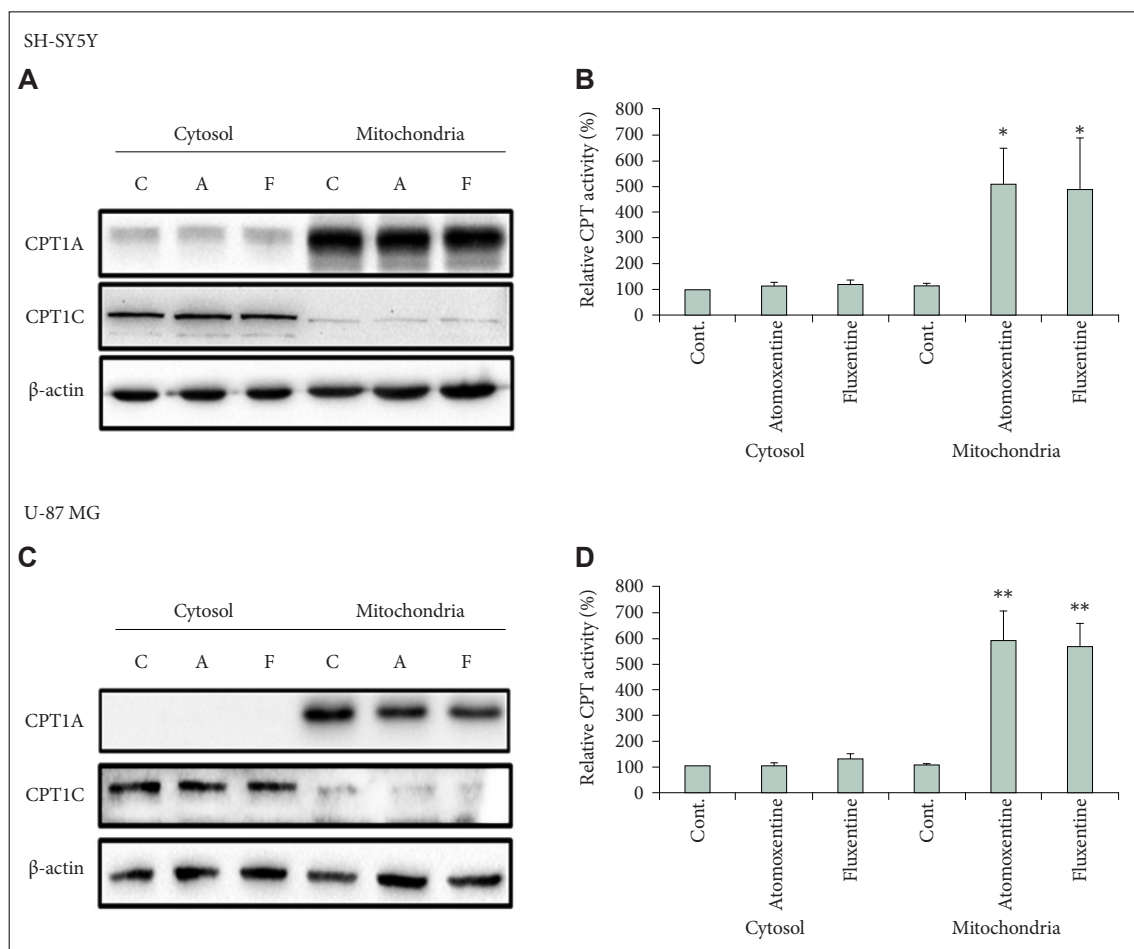 SH-SY5Y
A
Cytosol Mitochondria
C A F C A F
CPT1A
CPT1C
β-actin
B
Relative CPT activity (%)
800
700
600
500
400
300
200
100
0
* *
Cont. Atomoxentine Fluxentine Cont. Atomoxentine Fluxentine
Cytosol Mitochondria
U-87 MG
C
Cytosol Mitochondria
C A F C A F
CPT1A
CPT1C
β-actin
D
Relative CPT activity (%)
800
700
600
500
400
300
200
100
0
** **
Cont. Atomoxentine Fluxentine Cont. Atomoxentine Fluxentine
Cytosol Mitochondria